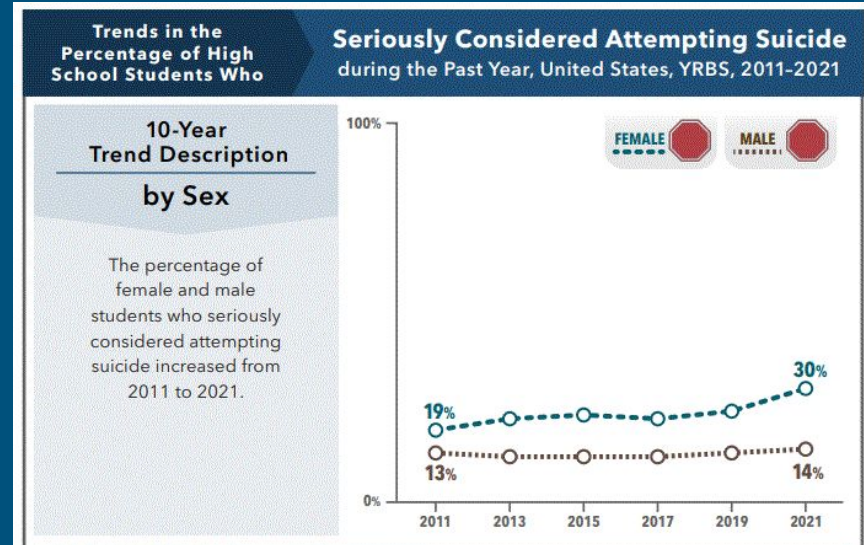 Trends in the
Percentage of High
School Students Who
Seriously Considered Attempting Suicide
during the Past Year, United States, YRBS, 2011–2021
10-Year
Trend Description
by Sex
The percentage of
female and male
students who seriously
considered attempting
suicide increased from
2011 to 2021.
100%
FEMALE
MALE
30%
19%
13%
14%
0%
2011 2013 2015 2017 2019 2021